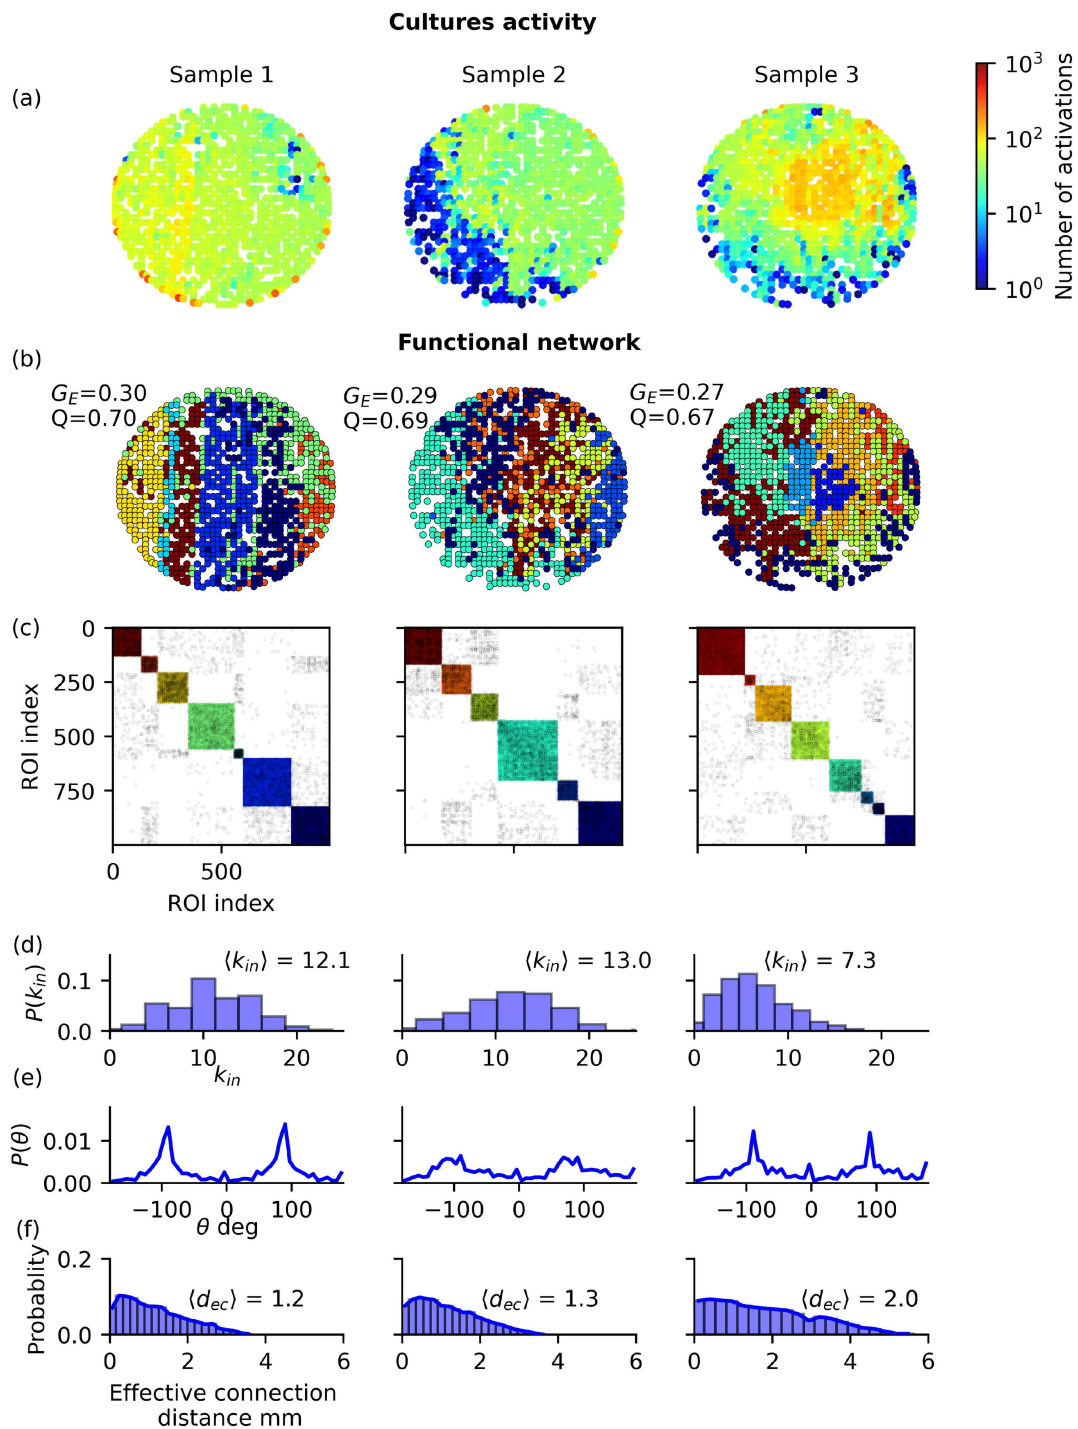 Cultures activity
Sample 1 Sample 2 Sample 3
(a)
10³
10²
10¹
10⁰
Number of activations
Functional network
(b)
G_E=0.30
Q=0.70
G_E=0.29
Q=0.69
G_E=0.27
Q=0.67
(c)
0
250
500
750
ROI index
0 500
ROI index
(d)
⟨k_in⟩ = 12.1 ⟨k_in⟩ = 13.0 ⟨k_in⟩ = 7.3
P(k_in)
0.1
0.0
0 10 20 0 10 20 0 10 20
k_in
(e)
P(θ)
0.01
0.00
−100 0 100 −100 0 100 −100 0 100
θ deg
(f)
Probablity
0.2
0.0
⟨d_ec⟩ = 1.2 ⟨d_ec⟩ = 1.3 ⟨d_ec⟩ = 2.0
0 2 4 6 0 2 4 6 0 2 4 6
Effective connection
distance mm